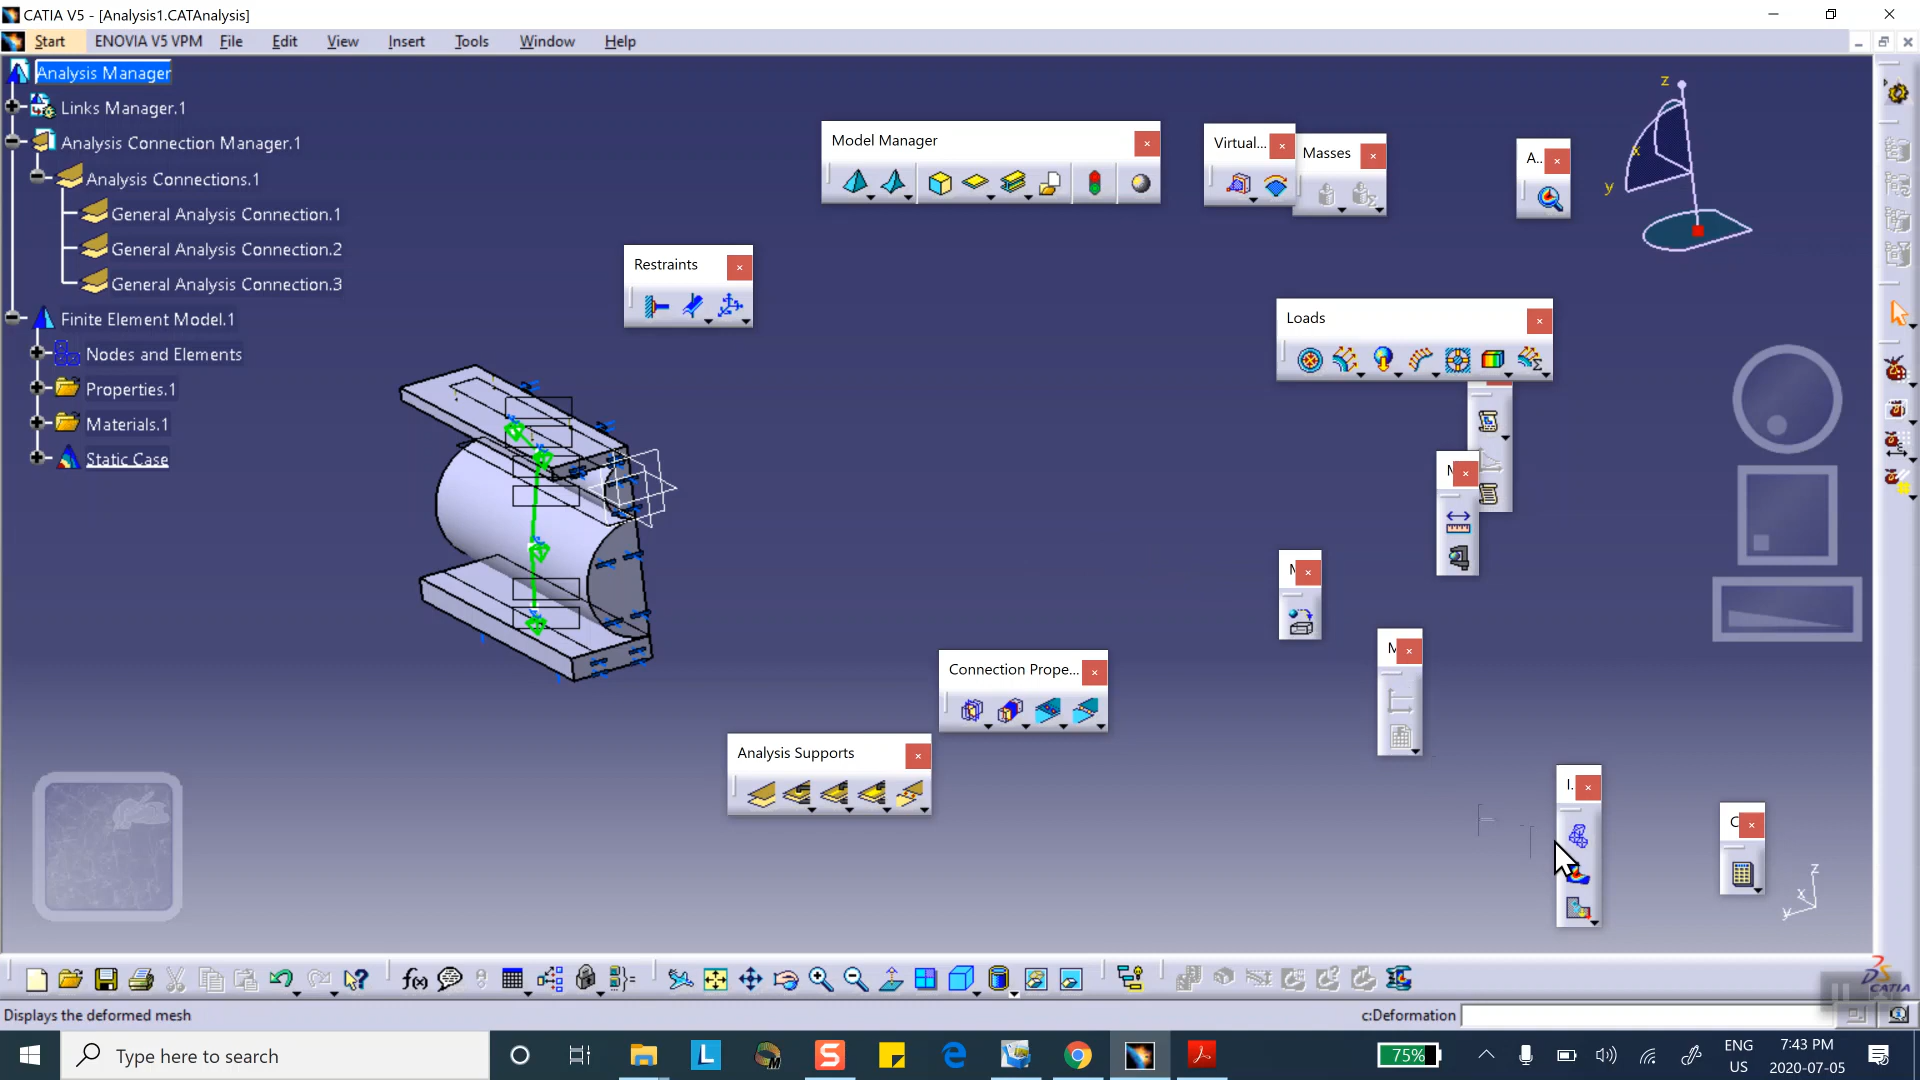 CATIA V5 - [Analysis1.CATAnalysis]
Start ENOVIA V5 VPM File Edit View Insert Tools Window Help
Analysis Manager
Links Manager.1
Analysis Connection Manager.1
Analysis Connections.1
General Analysis Connection.1
General Analysis Connection.2
General Analysis Connection.3
Finite Element Model.1
Nodes and Elements
Properties.1
Materials.1
Static Case
Model Manager
Virtual...
Masses
A..
z
x
y
Restraints
Loads
Connection Prope...
Analysis Supports
I.
z
x
y
f(x)
CATIA
Displays the deformed mesh
c:Deformation
Type here to search
75%
ENG
US
7:43 PM
2020-07-05